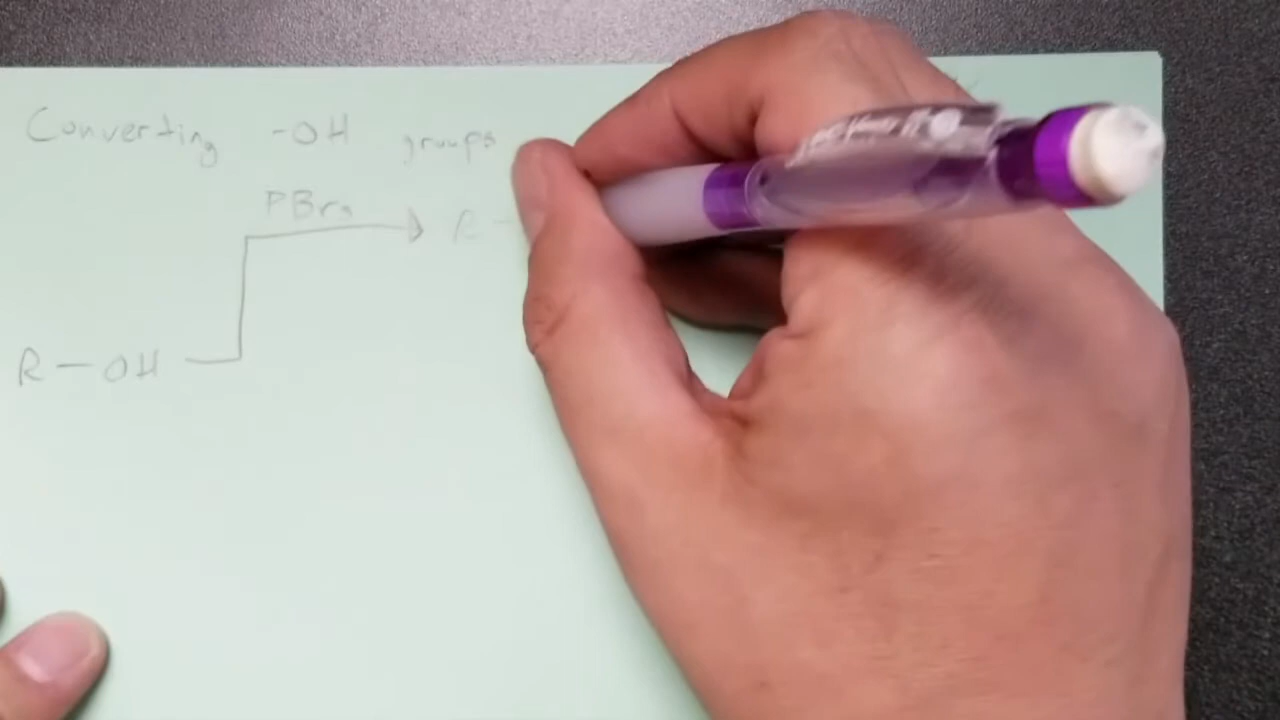 Converting -OH groups
PBr₃
R —
R — OH